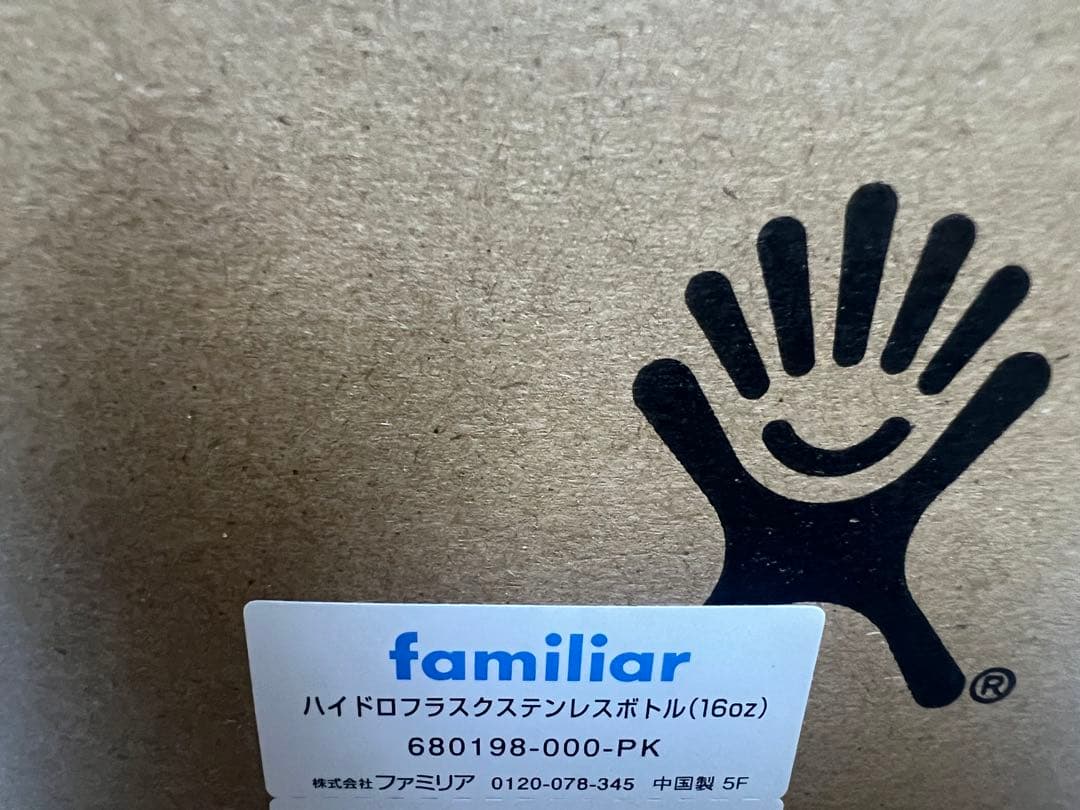 ®
familiar
ハイドロフラスクステンレスボトル(16oz)
680198-000-PK
株式会社ファミリア 0120-078-345 中国製 5F